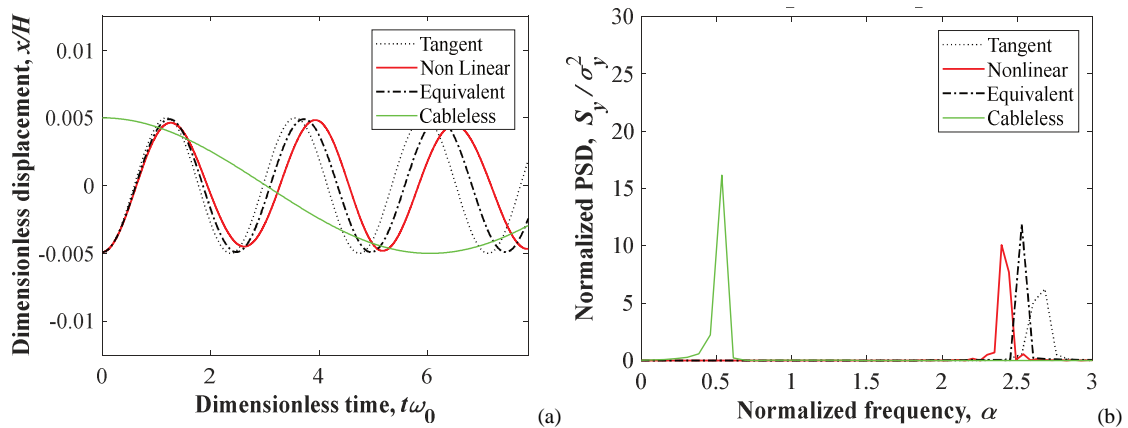 Dimensionless displacement, x/H
0.01
0.005
0
-0.005
-0.01
Tangent
Non Linear
Equivalent
Cableless
0 2 4 6
Dimensionless time, tω0
(a)
Normalized PSD, Sy / σy²
30
25
20
15
10
5
0
Tangent
Nonlinear
Equivalent
Cableless
0 0.5 1 1.5 2 2.5 3
Normalized frequency, α
(b)